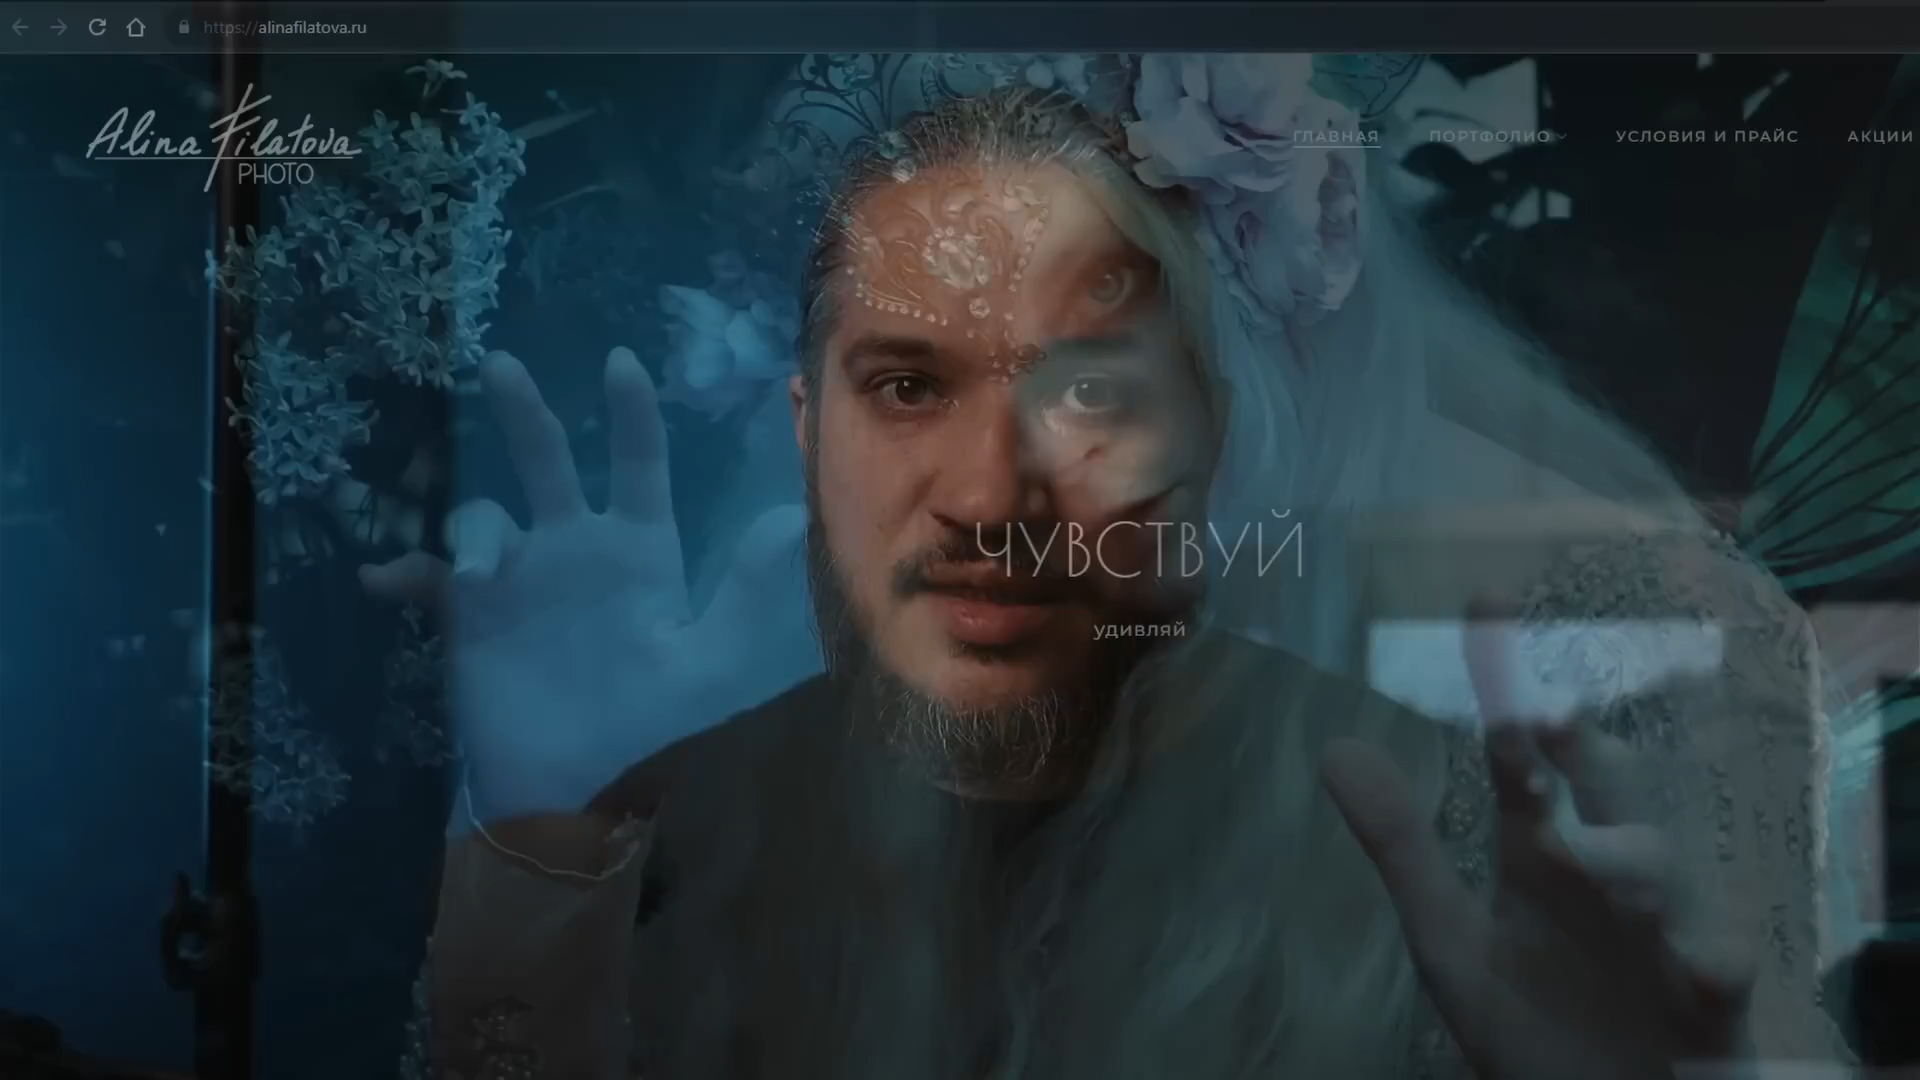 https://alinafilatova.ru
Alina Filatova
PHOTO
ГЛАВНАЯ ПОРТФОЛИО УСЛОВИЯ И ПРАЙС АКЦИИ
ЧУВСТВУЙ
удивляй